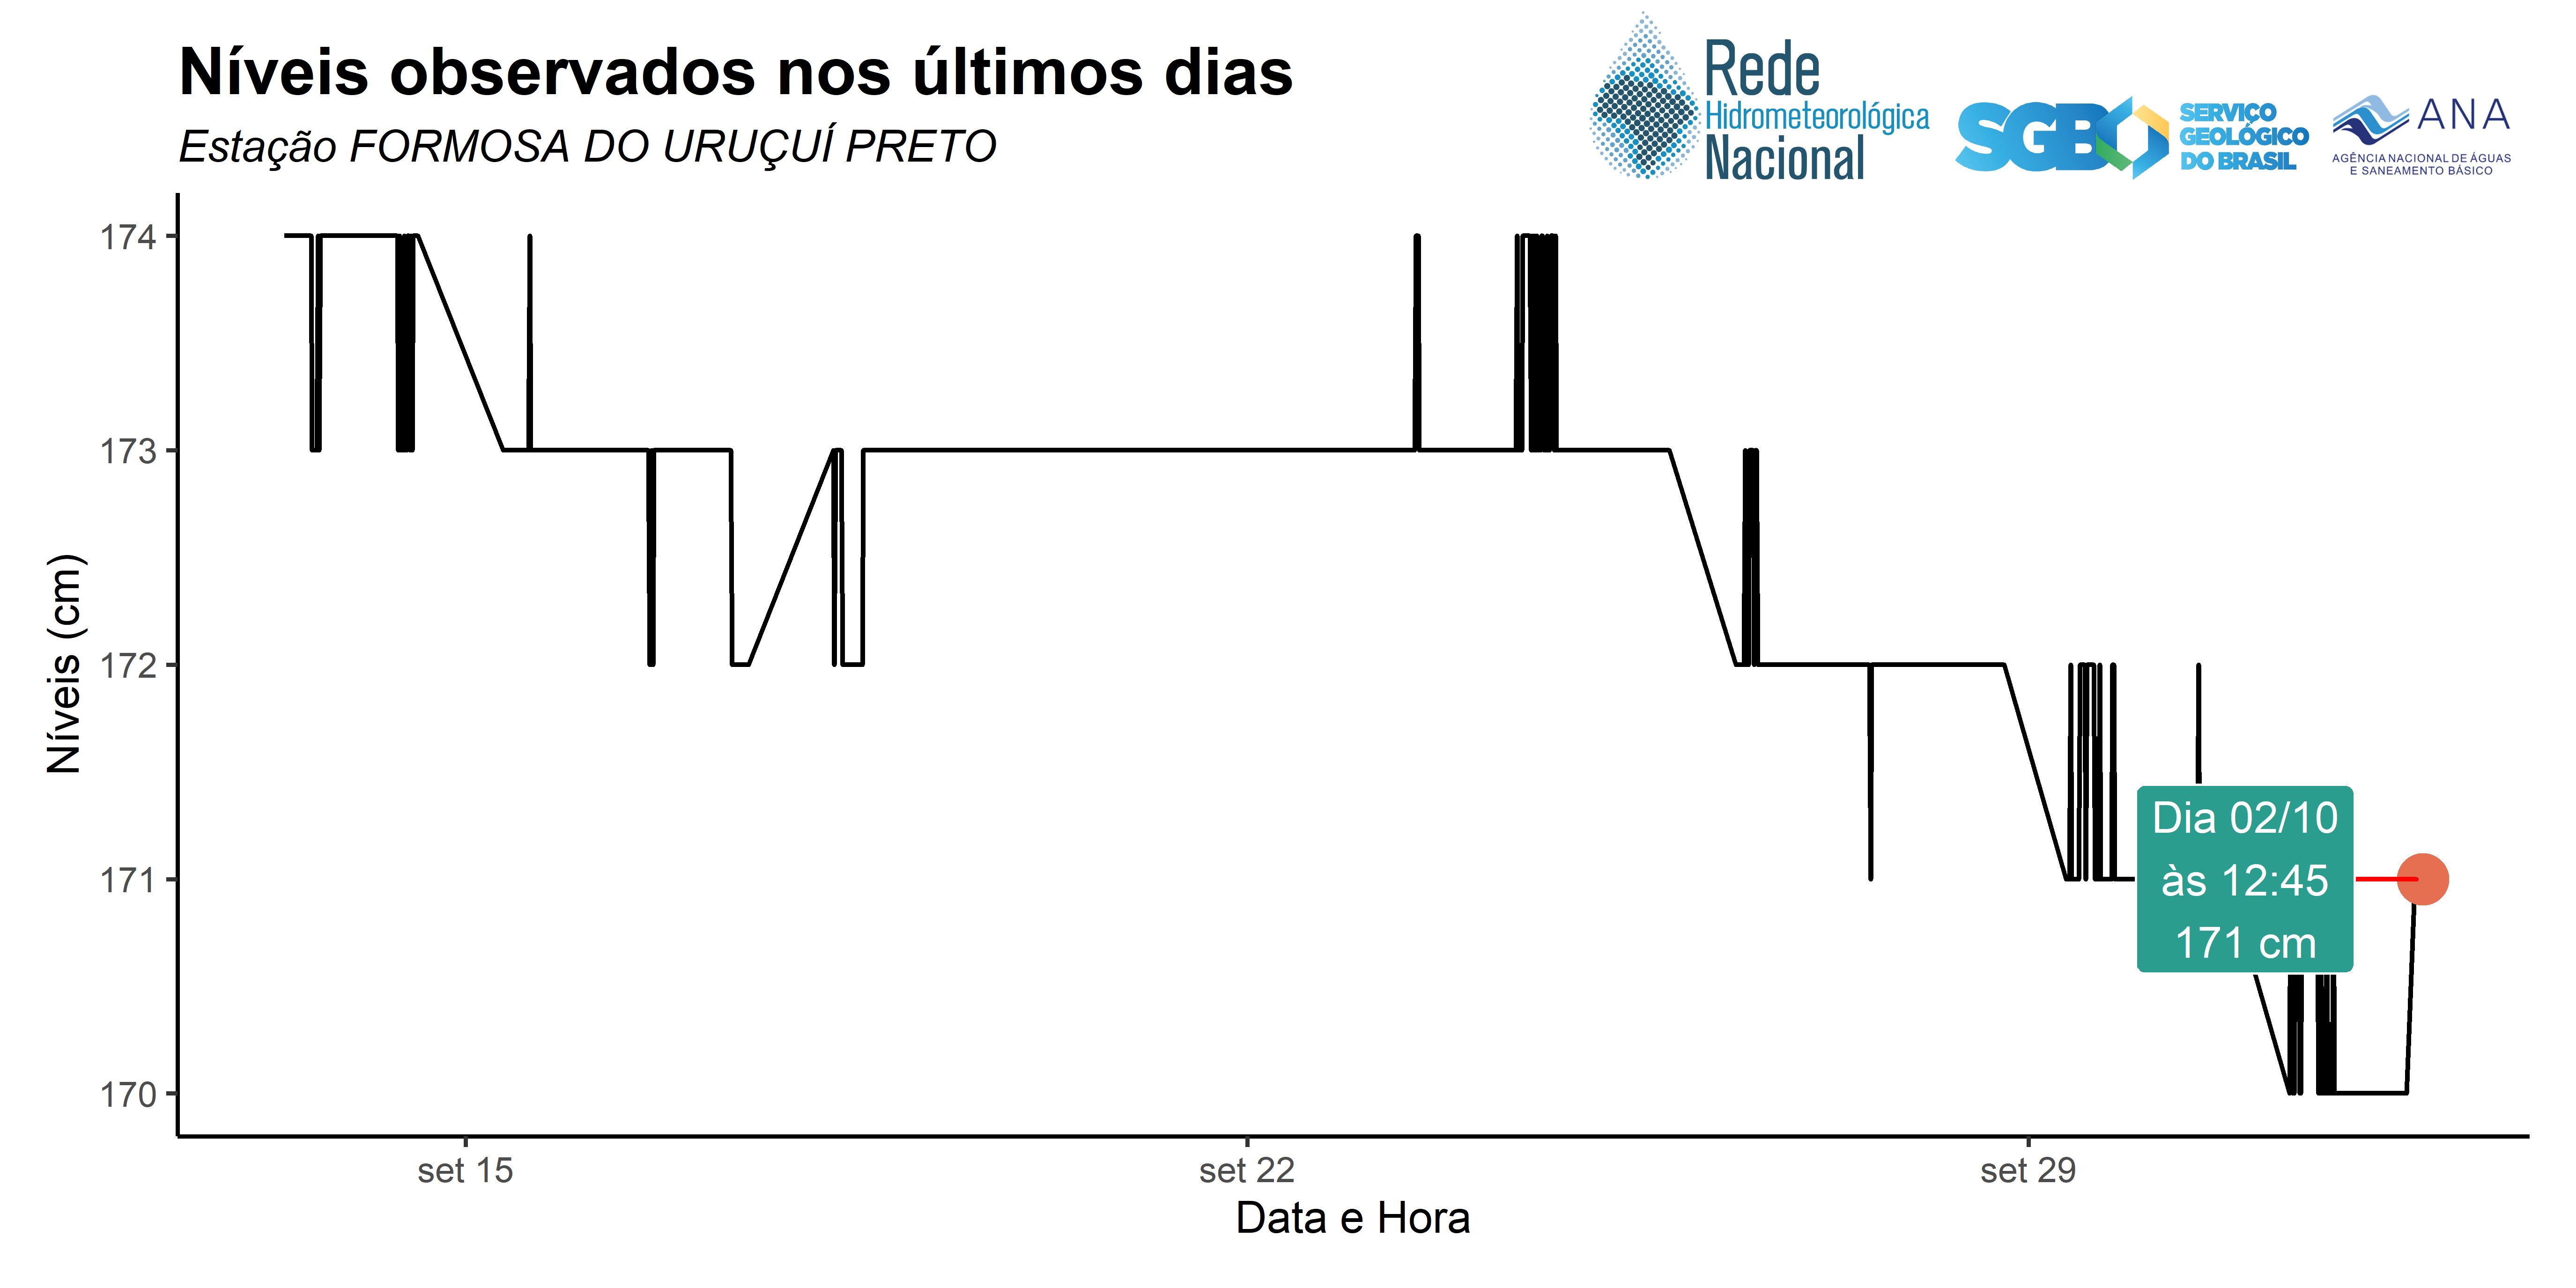 Níveis observados nos últimos dias
Estação FORMOSA DO URUÇUÍ PRETO
Rede
Hidrometeorológica
Nacional
SGB
SERVIÇO
GEOLÓGICO
DO BRASIL
ANA
AGÊNCIA NACIONAL DE ÁGUAS
E SANEAMENTO BÁSICO
Níveis (cm)
174
173
172
171
170
Dia 02/10
às 12:45
171 cm
set 15
set 22
set 29
Data e Hora